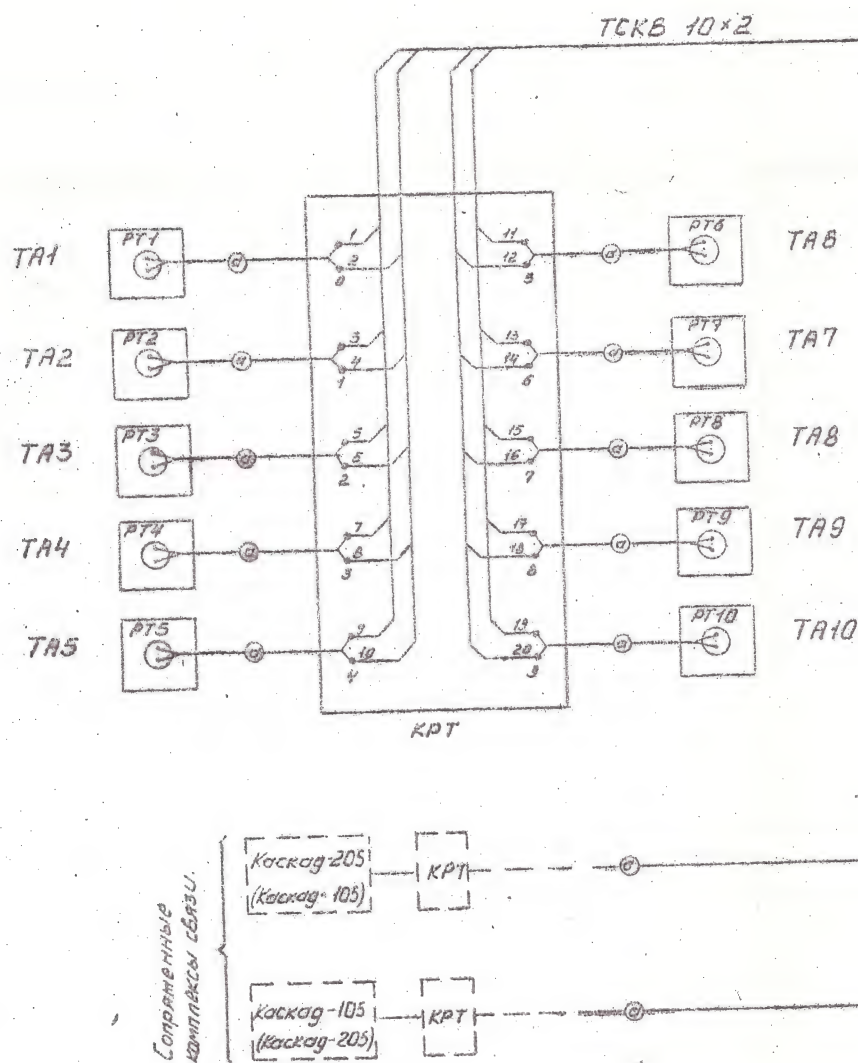 ТСКВ 10×2
ТА1 РТ1 а 1 2 0
11 12 5 а РТ6 ТА6
ТА2 РТ2 а 3 4 1
13 14 6 а РТ7 ТА7
ТА3 РТ3 а 5 6 2
15 16 7 а РТ8 ТА8
ТА4 РТ4 а 7 8 3
17 18 8 а РТ9 ТА9
ТА5 РТ5 а 9 10 4
19 20 9 а РТ10 ТА10
КРТ
Сопряженные
комплексы связи.
Каскад-205
(Каскад-105)
КРТ
а
Каскад-105
(Каскад-205)
КРТ
а